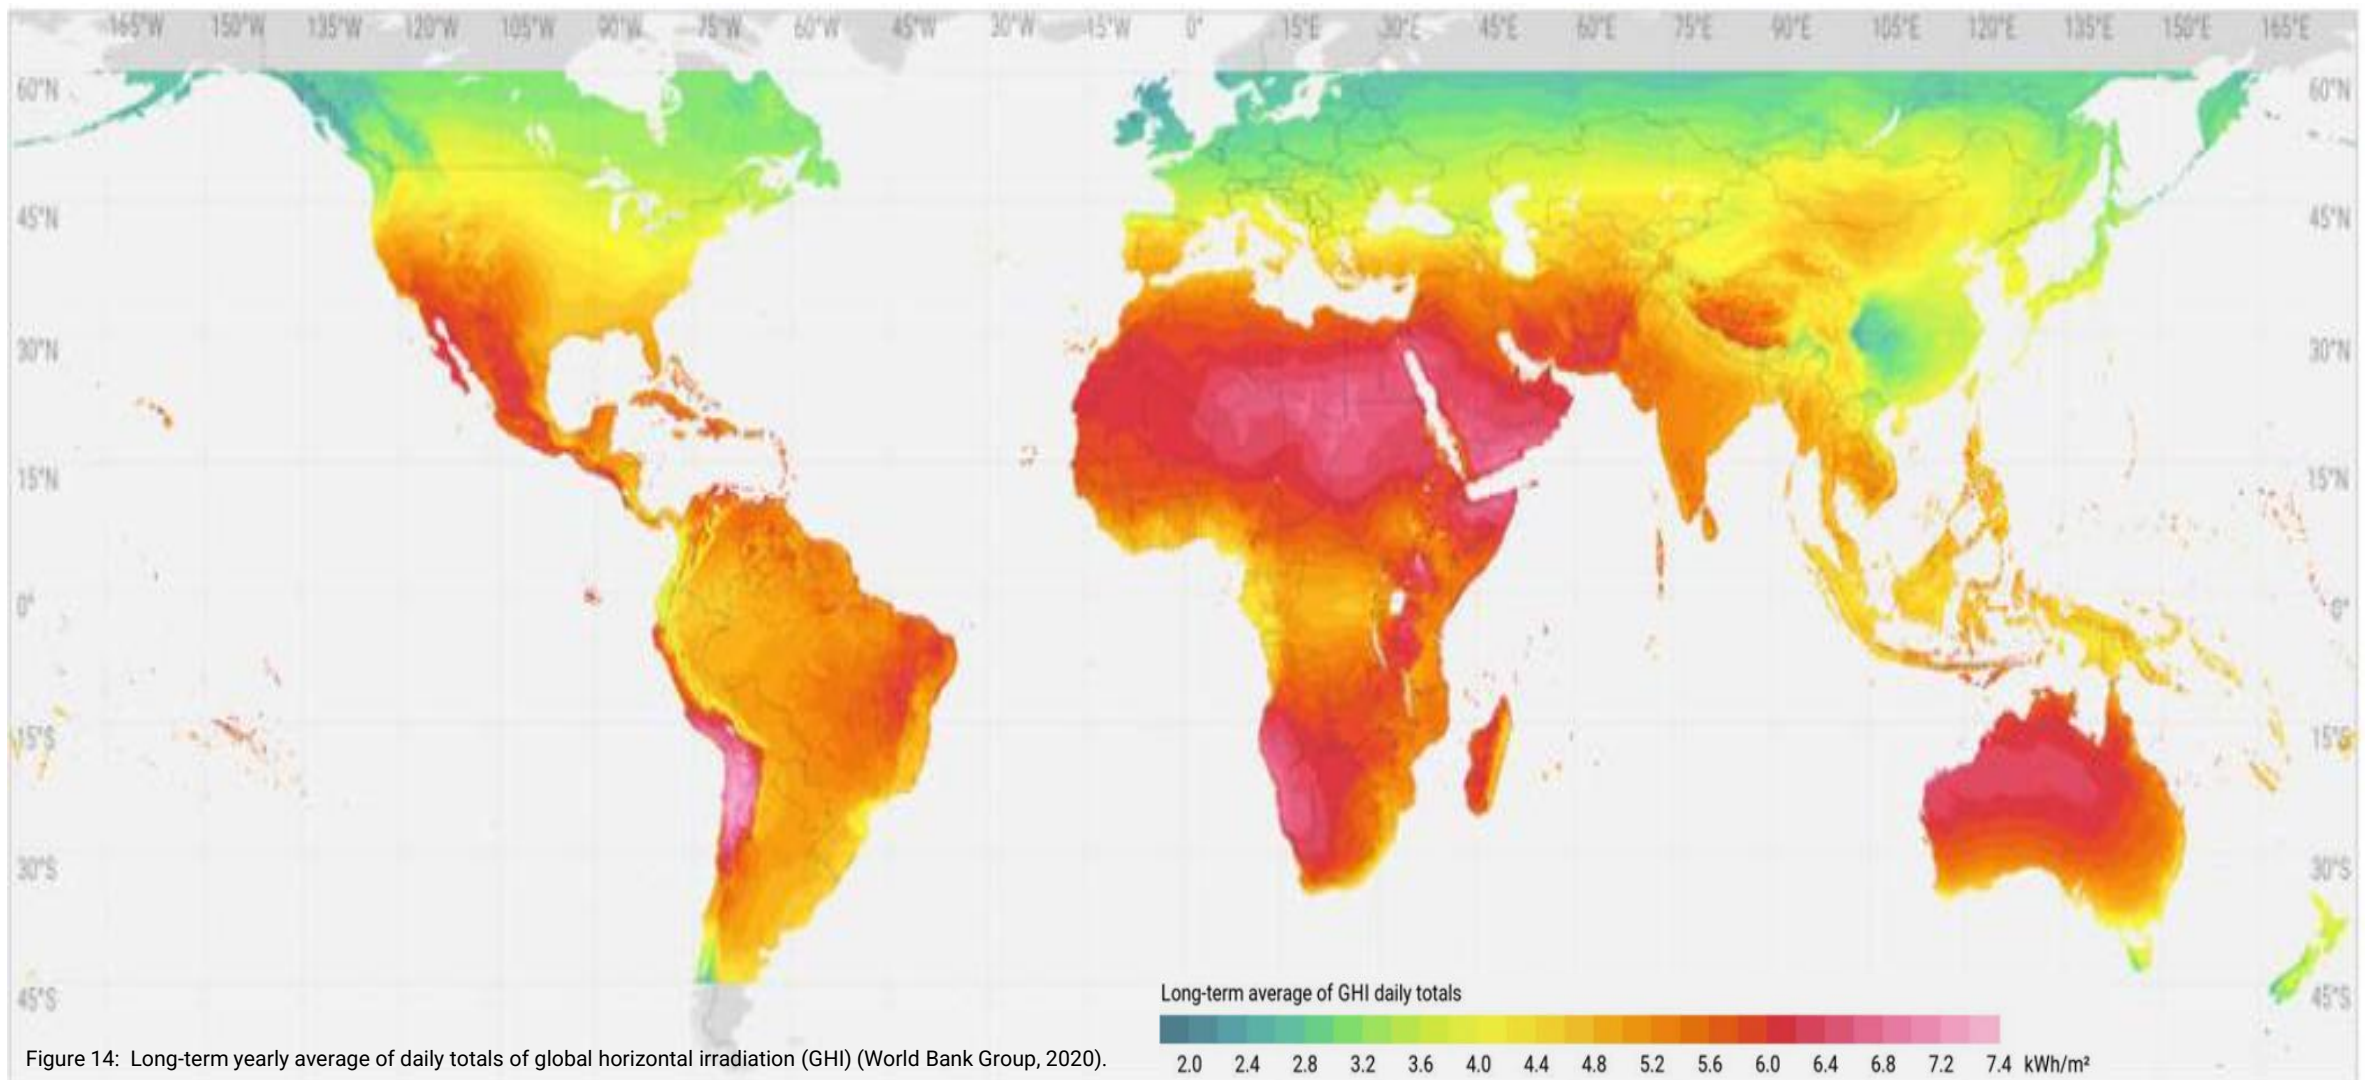 165°W 150°W 135°W 120°W 105°W 90°W 75°W 60°W 45°W 30°W 15°W 0° 15°E 30°E 45°E 60°E 75°E 90°E 105°E 120°E 135°E 150°E 165°E
60°N 60°N
45°N 45°N
30°N 30°N
15°N 15°N
0° 0°
15°S 15°S
30°S 30°S
45°S 45°S
Long-term average of GHI daily totals
2.0 2.4 2.8 3.2 3.6 4.0 4.4 4.8 5.2 5.6 6.0 6.4 6.8 7.2 7.4 kWh/m²
Figure 14: Long-term yearly average of daily totals of global horizontal irradiation (GHI) (World Bank Group, 2020).